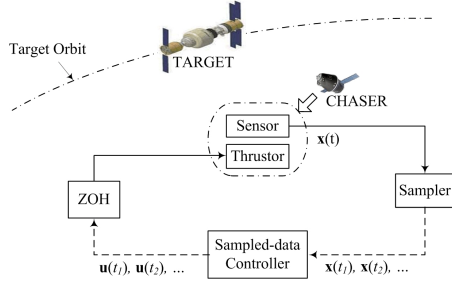 Target Orbit
TARGET
CHASER
Sensor
x(t)
Thrustor
ZOH
Sampler
Sampled-data
Controller
u(t1), u(t2), ...
x(t1), x(t2), ...